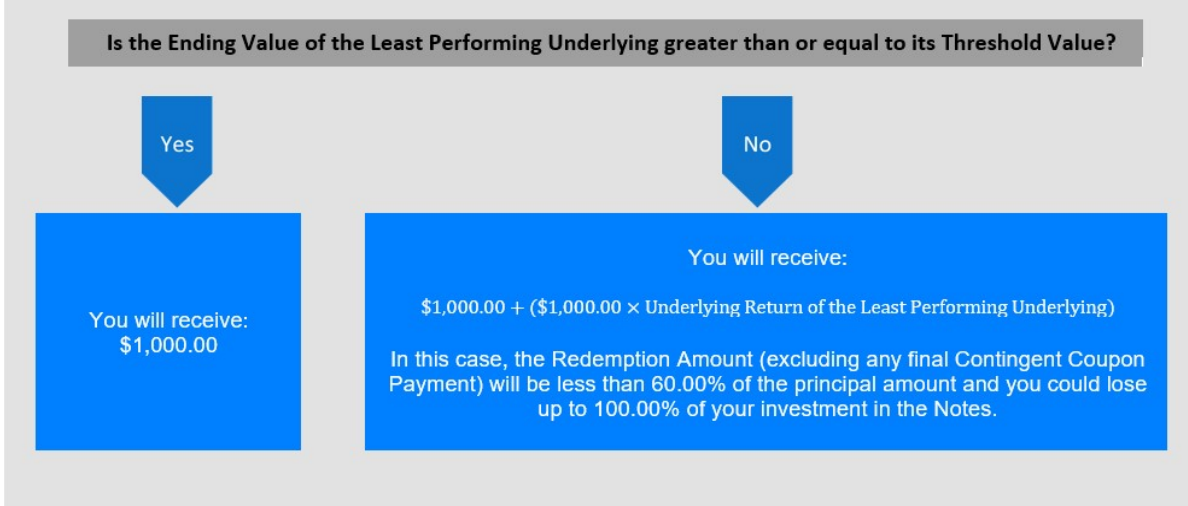 Is the Ending Value of the Least Performing Underlying greater than or equal to its Threshold Value?
Yes
No
You will receive:
$1,000.00
You will receive:
$1,000.00 + ($1,000.00 × Underlying Return of the Least Performing Underlying)
In this case, the Redemption Amount (excluding any final Contingent Coupon
Payment) will be less than 60.00% of the principal amount and you could lose
up to 100.00% of your investment in the Notes.